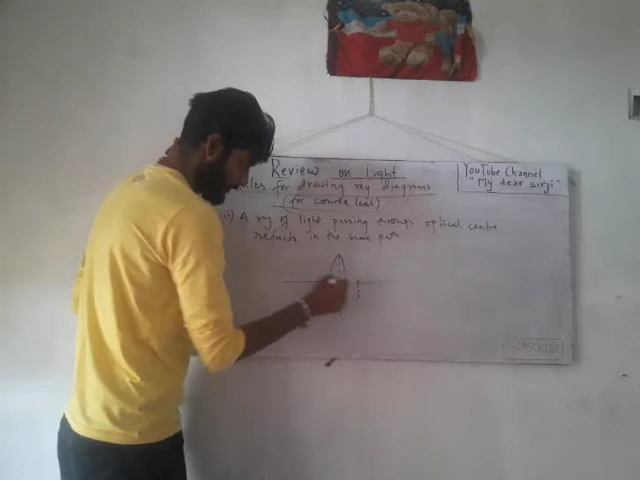 Review on Light
YouTube Channel
"My dear sirji"
Rules for drawing ray diagrams
(for convex lens)
ii) A ray of light passing through optical centre
refracts in the same path
F